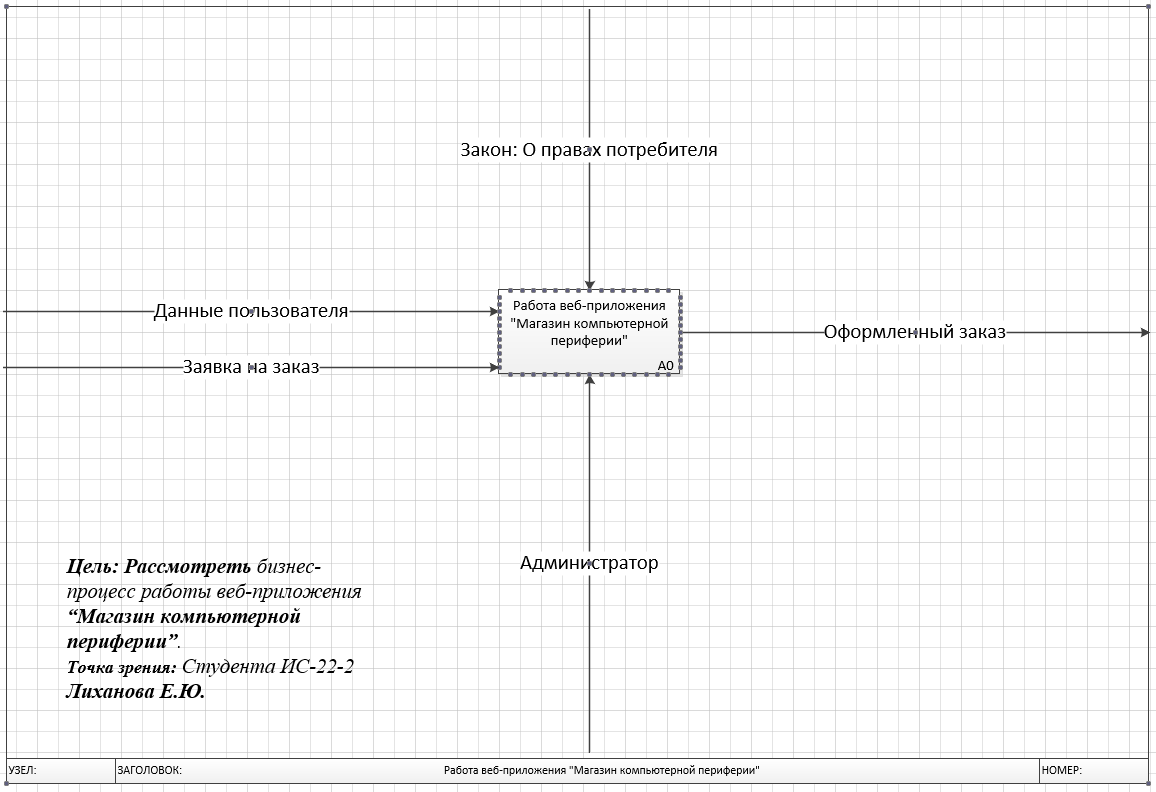 Закон: О правах потребителя
Данные пользователя
Заявка на заказ
Работа веб-приложения
"Магазин компьютерной
периферии"
A0
Оформленный заказ
Администратор
Цель: Рассмотреть бизнес-
процесс работы веб-приложения
“Магазин компьютерной
периферии”.
Точка зрения: Студента ИС-22-2
Лиханова Е.Ю.
УЗЕЛ:
ЗАГОЛОВОК:
Работа веб-приложения "Магазин компьютерной периферии"
НОМЕР: